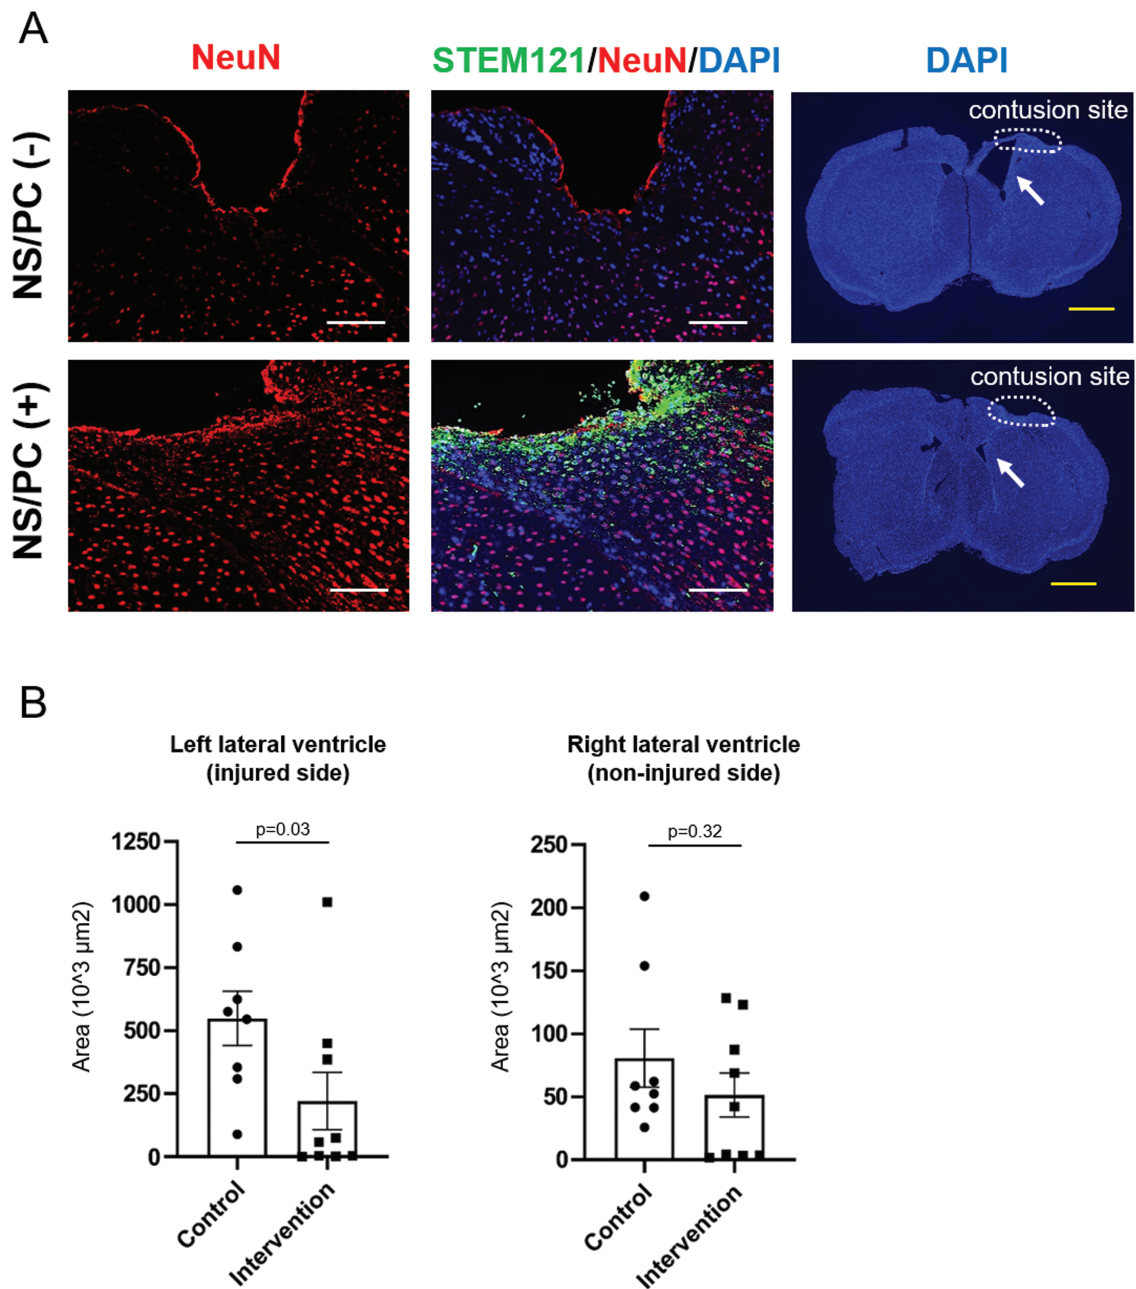 A
NeuN
STEM121/NeuN/DAPI
DAPI
NS/PC (-)
contusion site
NS/PC (+)
contusion site
B
Left lateral ventricle
(injured side)
Right lateral ventricle
(non-injured side)
p=0.03
p=0.32
Area (10^3 μm2)
1250
1000
750
500
250
0
Control
Intervention
Area (10^3 μm2)
250
200
150
100
50
0
Control
Intervention